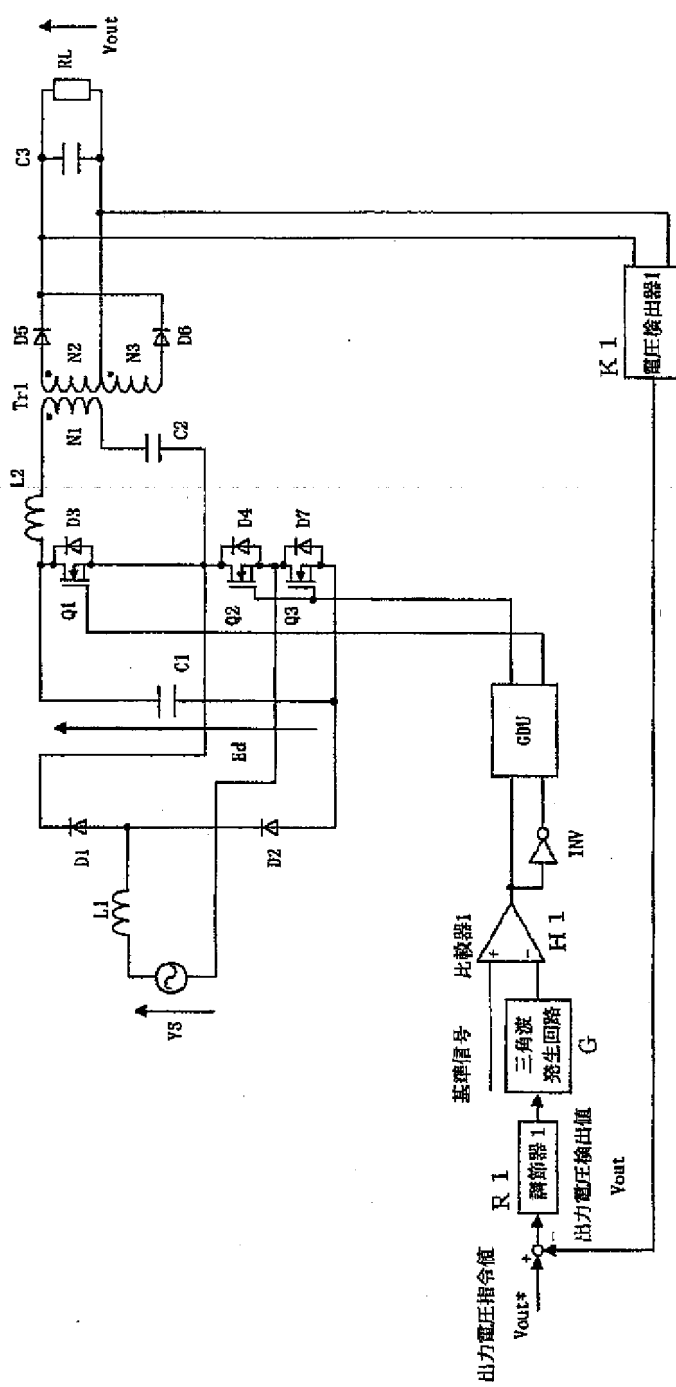 Vout
RL
C3
D5
D6
N2
N3
Tr1
N1
C2
L2
D3
D4
D7
Q1
Q2
Q3
C1
Ed
D1
D2
L1
VS
K1
電圧検出器1
GDU
INV
比較器1
+
-
H1
基準信号
三角波
発生回路
G
R1
調節器1
出力電圧検出値
Vout
出力電圧指令値
Vout*
+
-